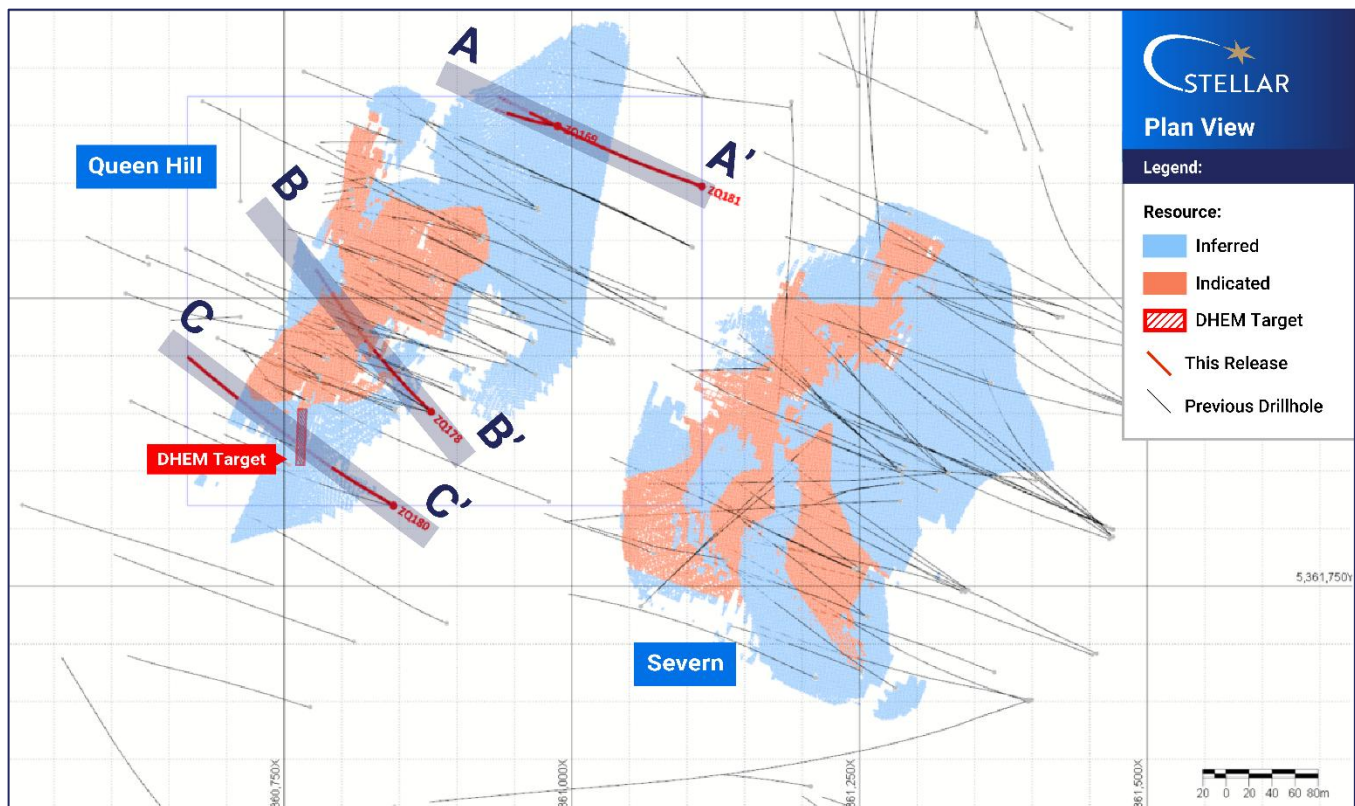 STELLAR
Plan View
Legend:
Resource:
Inferred
Indicated
DHEM Target
This Release
Previous Drillhole
A
A'
Queen Hill
B
B'
C
C'
ZQ181
ZQ178
ZQ180
DHEM Target
Severn
5,361,750Y
360,750X
361,000X
361,250X
361,500X
20 0 20 40 60 80m